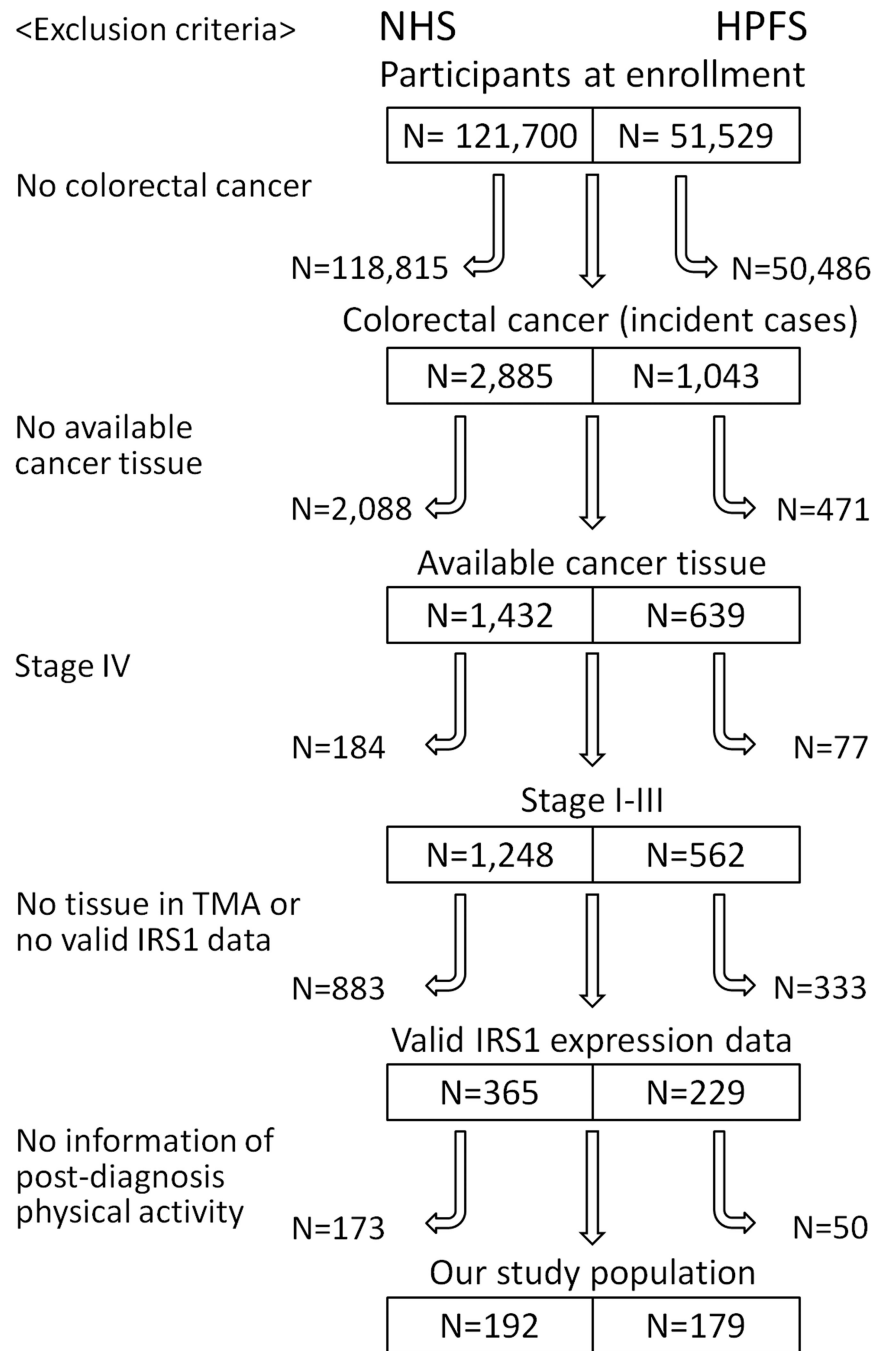 <Exclusion criteria> NHS HPFS
Participants at enrollment
N= 121,700 N= 51,529
No colorectal cancer
N=118,815 N=50,486
Colorectal cancer (incident cases)
N=2,885 N=1,043
No available
cancer tissue
N=2,088 N=471
Available cancer tissue
N=1,432 N=639
Stage IV
N=184 N=77
Stage I-III
N=1,248 N=562
No tissue in TMA or
no valid IRS1 data
N=883 N=333
Valid IRS1 expression data
N=365 N=229
No information of
post-diagnosis
physical activity
N=173 N=50
Our study population
N=192 N=179